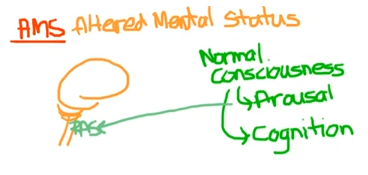 AMS Altered Mental Status
Normal
Consciousness
Arousal
Cognition
RAS